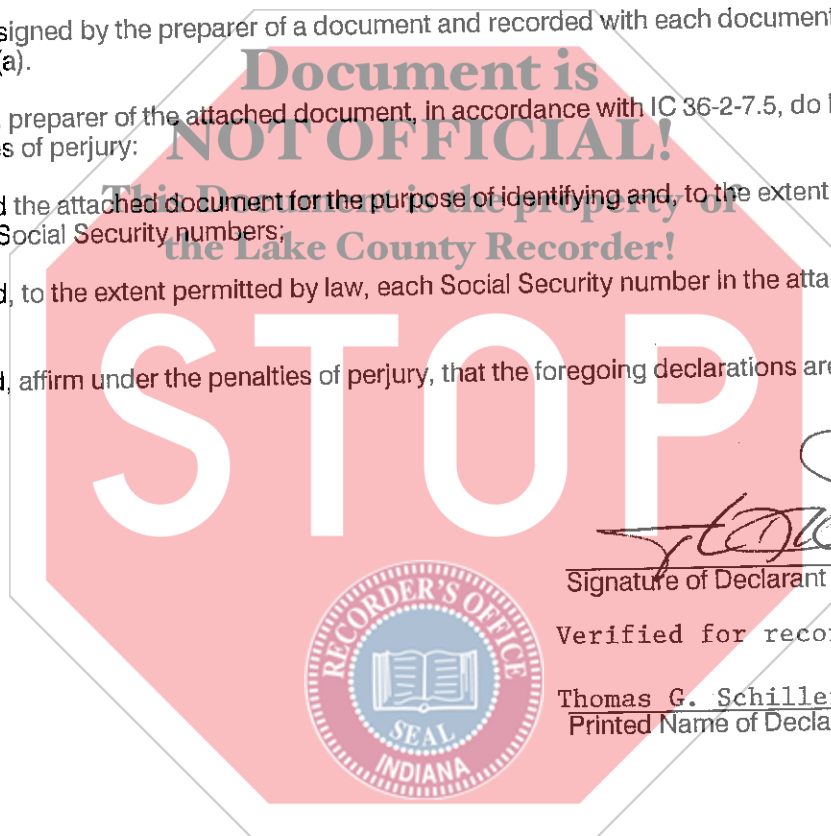 signed by the preparer of a document and recorded with each document
(a).
Document is
preparer of the attached document, in accordance with IC 36-2-7.5, do
NOT OFFICIAL!
es of perjury:
the attached document for the purpose of identifying and, to the extent
This Document is the property of
Social Security numbers;
the Lake County Recorder!
d, to the extent permitted by law, each Social Security number in the atta
STOP
d, affirm under the penalties of perjury, that the foregoing declarations are
Signature of Declarant
RECORDER'S OFFICE
SEAL
INDIANA
Verified for recor
Thomas G. Schille
Printed Name of Decla